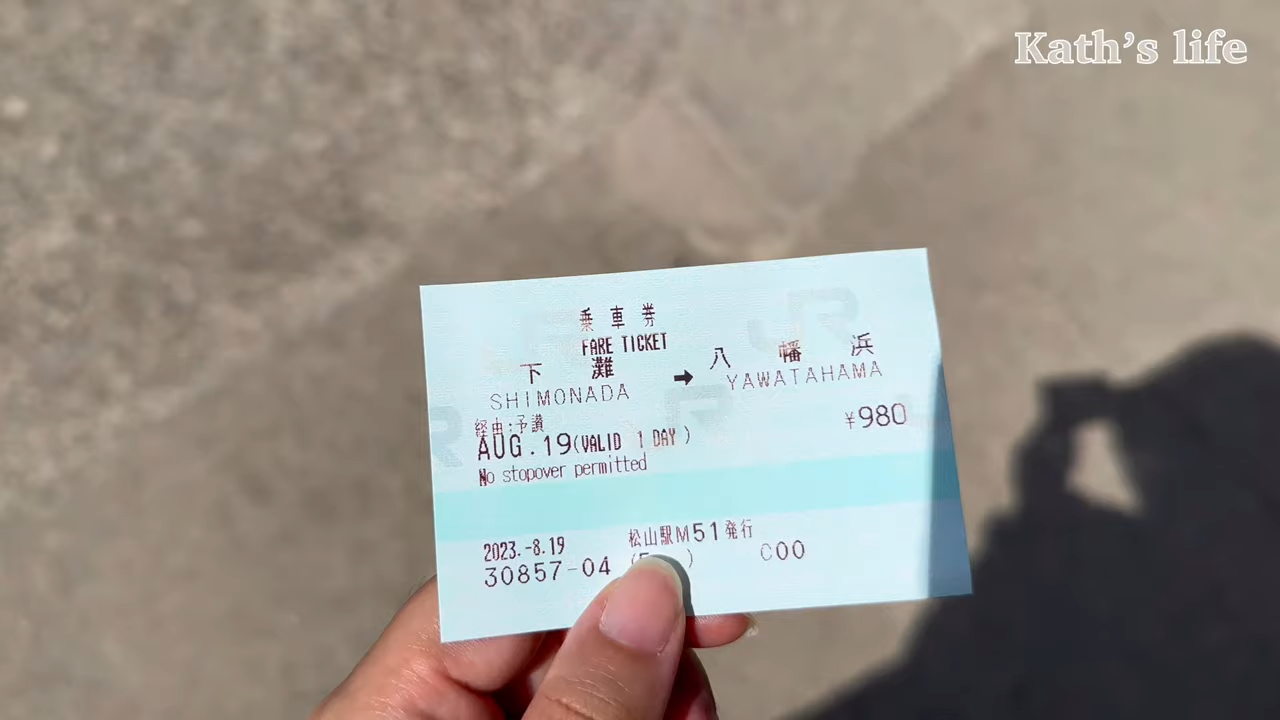 Kath's life
乗車券
FARE TICKET
下灘 ➡ 八幡浜
SHIMONADA YAWATAHAMA
経由:予讃 ¥980
AUG.19(VALID 1 DAY)
No stopover permitted
2023.-8.19 松山駅M51発行
30857-04 C00
JR
JR